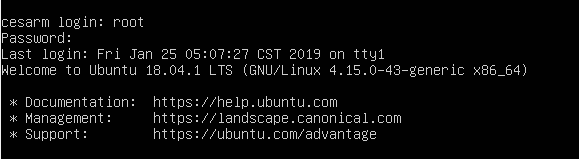 cesarm login: root
Password:
Last login: Fri Jan 25 05:07:27 CST 2019 on tty1
Welcome to Ubuntu 18.04.1 LTS (GNU/Linux 4.15.0-43-generic x86_64)
* Documentation:  https://help.ubuntu.com
* Management:     https://landscape.canonical.com
* Support:        https://ubuntu.com/advantage